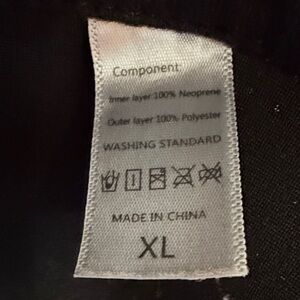 Component:
Inner layer 100% Neoprene
Outer layer 100% Polyester
WASHING STANDARD
MADE IN CHINA
XL